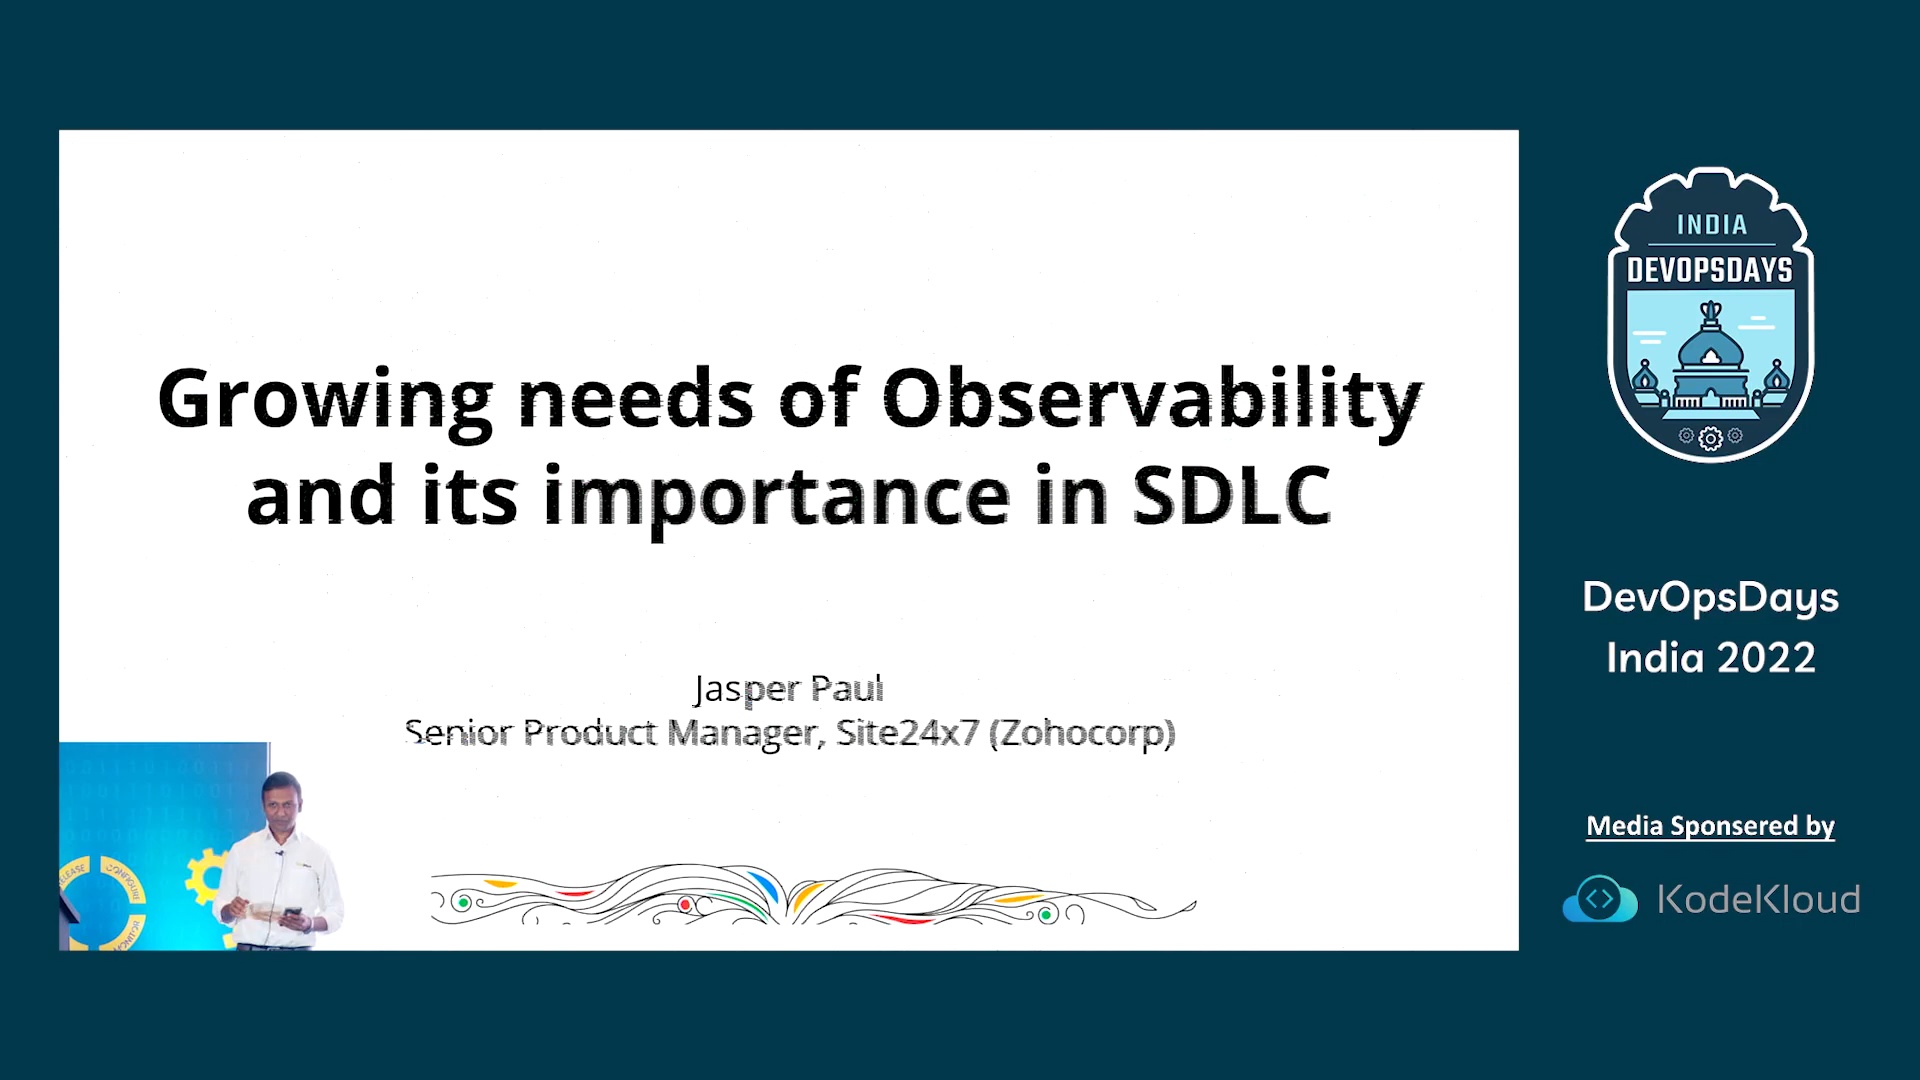 Growing needs of Observability
and its importance in SDLC
Jasper Paul
Senior Product Manager, Site24x7 (Zohocorp)
INDIA
DEVOPSDAYS
DevOpsDays
India 2022
Media Sponsered by
KodeKloud